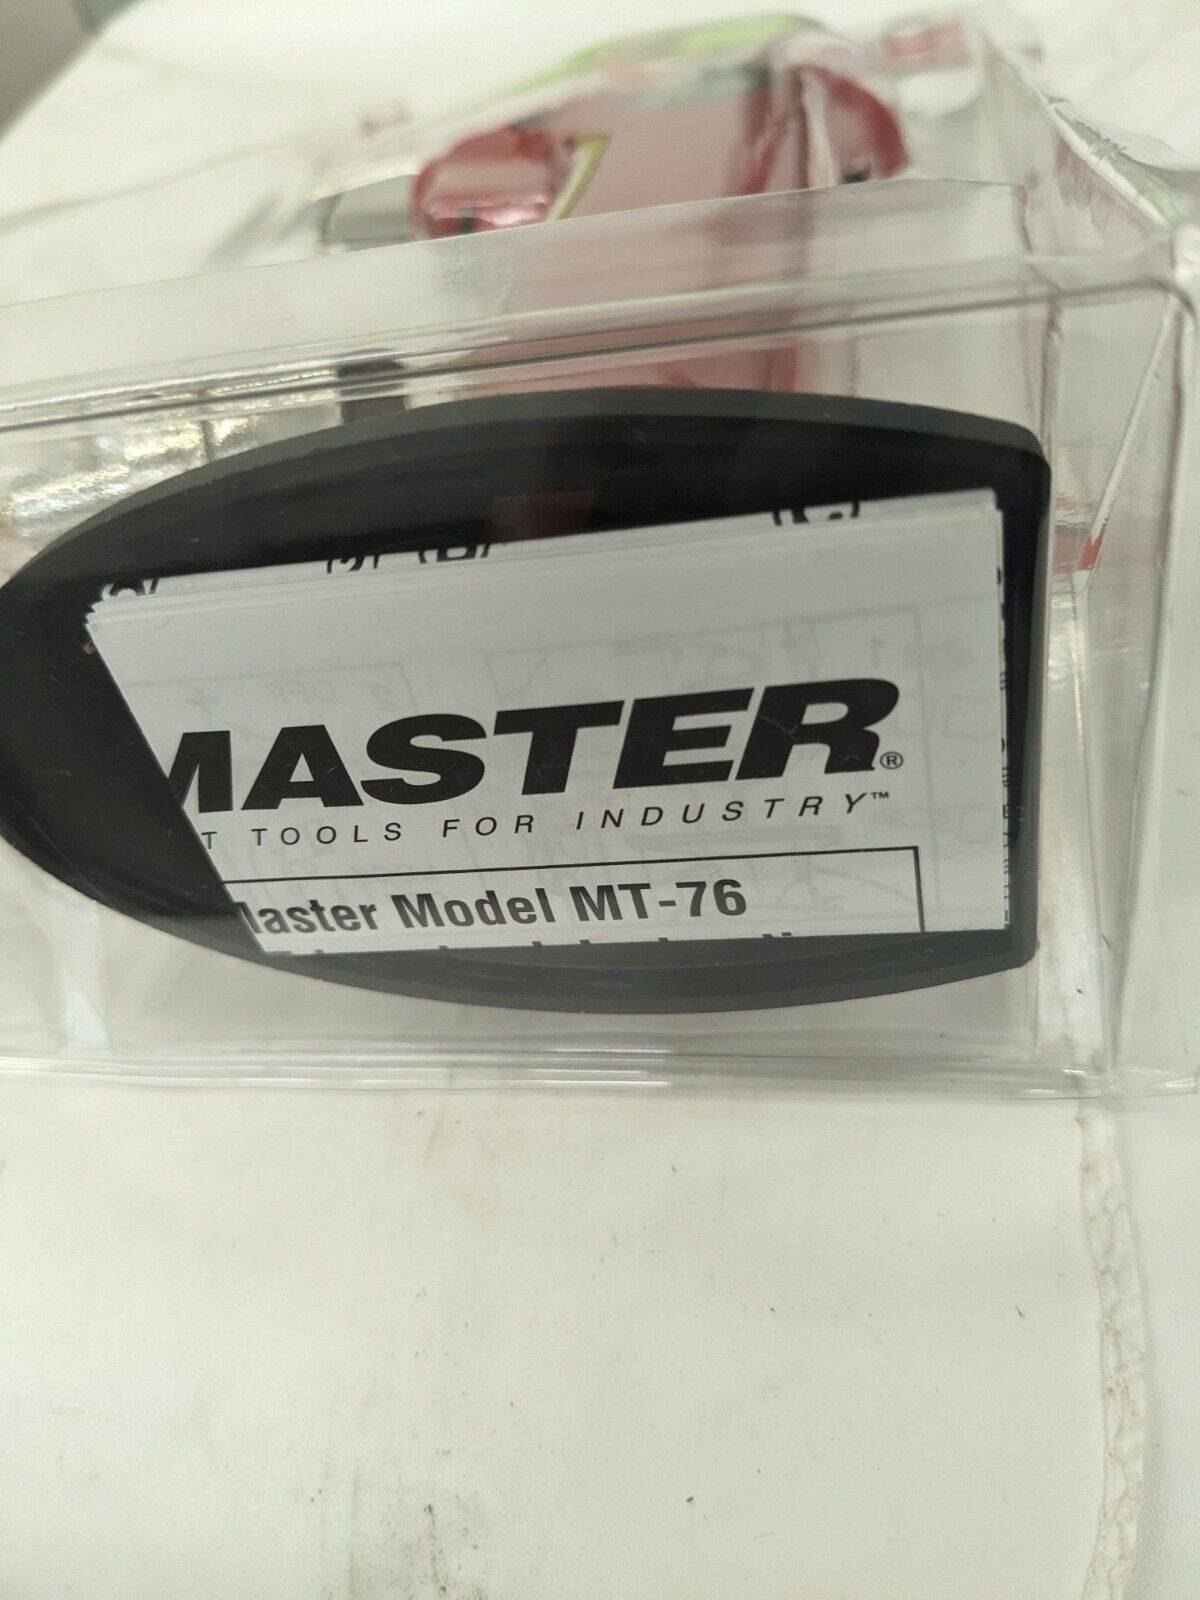 MASTER®
T TOOLS FOR INDUSTRY™
Master Model MT-76